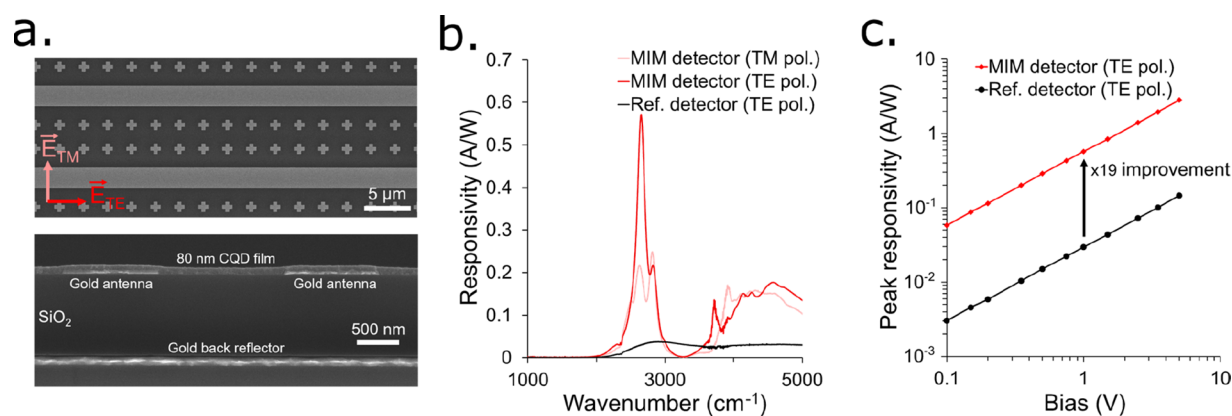 a.
E TM
E TE
5 μm
80 nm CQD film
Gold antenna Gold antenna
SiO2
500 nm
Gold back reflector
b.
0.7
0.6
0.5
0.4
0.3
0.2
0.1
0
Responsivity (A/W)
MIM detector (TM pol.)
MIM detector (TE pol.)
Ref. detector (TE pol.)
1000 3000 5000
Wavenumber (cm⁻¹)
c.
10
1
10⁻¹
10⁻²
10⁻³
Peak responsivity (A/W)
MIM detector (TE pol.)
Ref. detector (TE pol.)
x19 improvement
0.1 1 10
Bias (V)